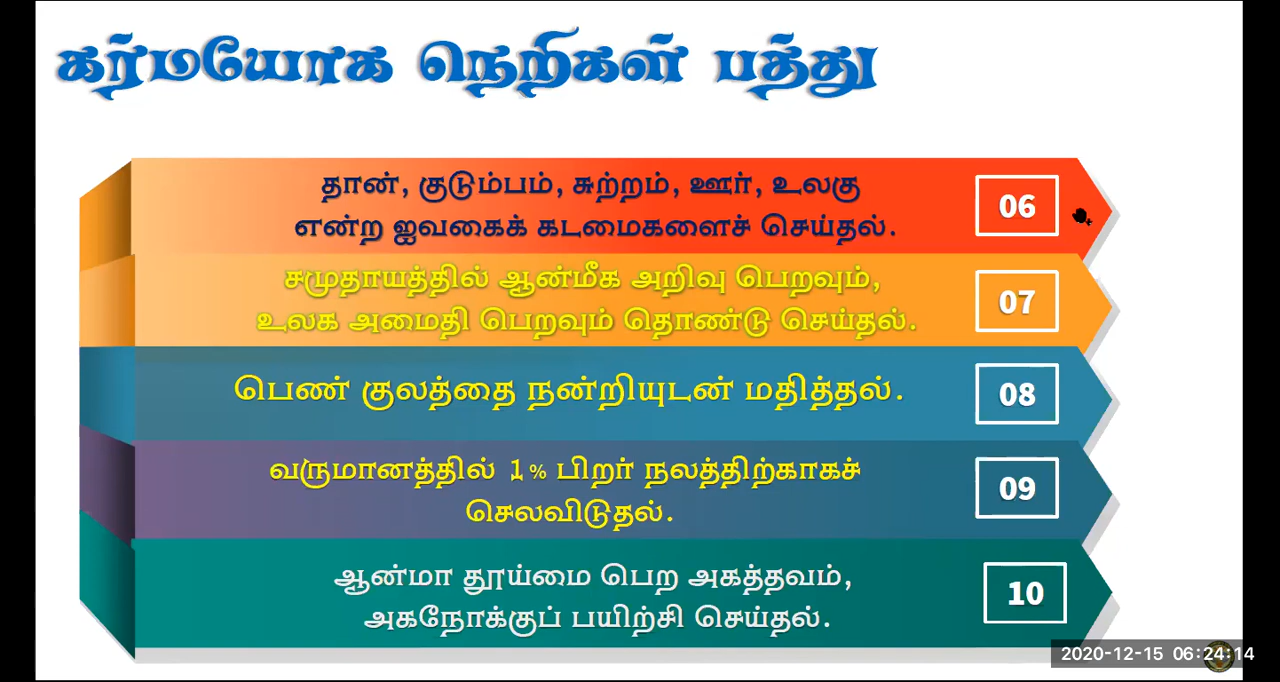 கர்மயோக நெறிகள் பத்து
தான், குடும்பம், சுற்றம், ஊர், உலகு
என்ற ஐவகைக் கடமைகளைச் செய்தல்.
06
சமுதாயத்தில் ஆன்மீக அறிவு பெறவும்,
உலக அமைதி பெறவும் தொண்டு செய்தல்.
07
பெண் குலத்தை நன்றியுடன் மதித்தல்.
08
வருமானத்தில் 1% பிறர் நலத்திற்காகச்
செலவிடுதல்.
09
ஆன்மா தூய்மை பெற அகத்தவம்,
அகநோக்குப் பயிற்சி செய்தல்.
10
2020-12-15 06:24:14